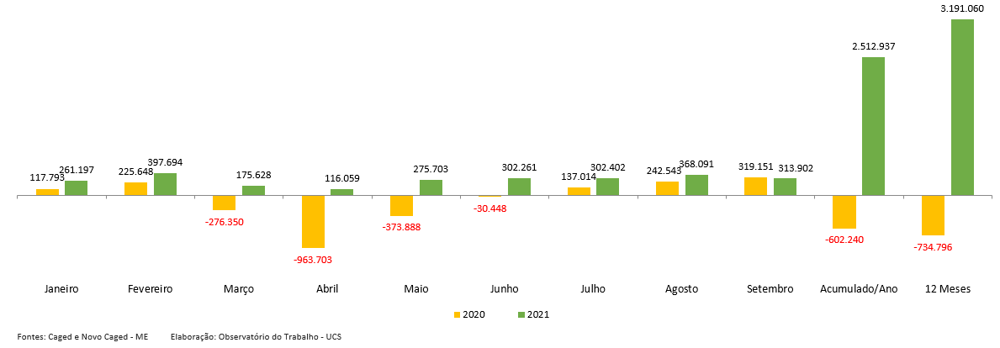 3.191.060
2.512.937
117.793 261.197 225.648 397.694 175.628 116.059 275.703 302.261 137.014 302.402 242.543 368.091 319.151 313.902
-276.350 -963.703 -373.888 -30.448 -602.240 -734.796
Janeiro Fevereiro Março Abril Maio Junho Julho Agosto Setembro Acumulado/Ano 12 Meses
2020 2021
Fontes: Caged e Novo Caged - ME Elaboração: Observatório do Trabalho - UCS